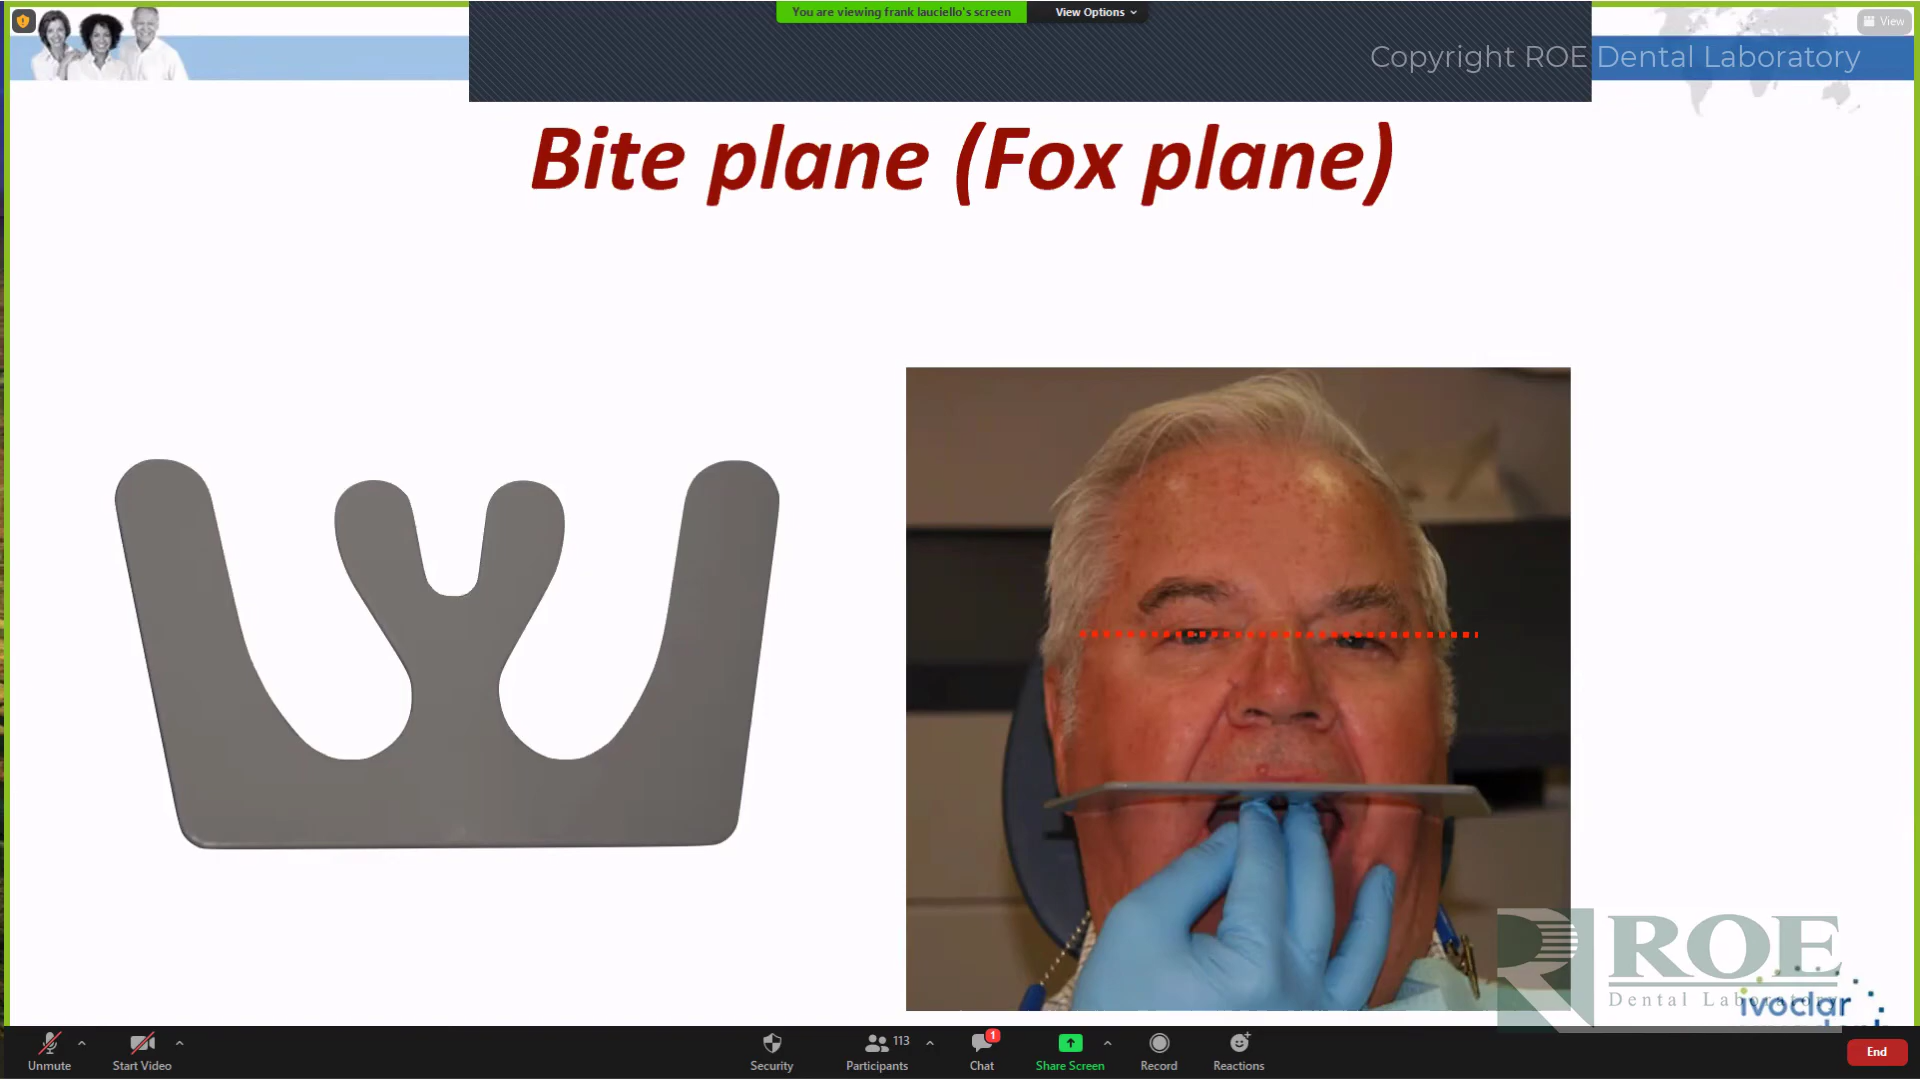 You are viewing frank lauciello's screen
View Options
View
Copyright ROE Dental Laboratory
Bite plane (Fox plane)
ROE
Dental Laboratory
ivoclar
Unmute
Start Video
Security
113
Participants
1
Chat
Share Screen
Record
Reactions
End